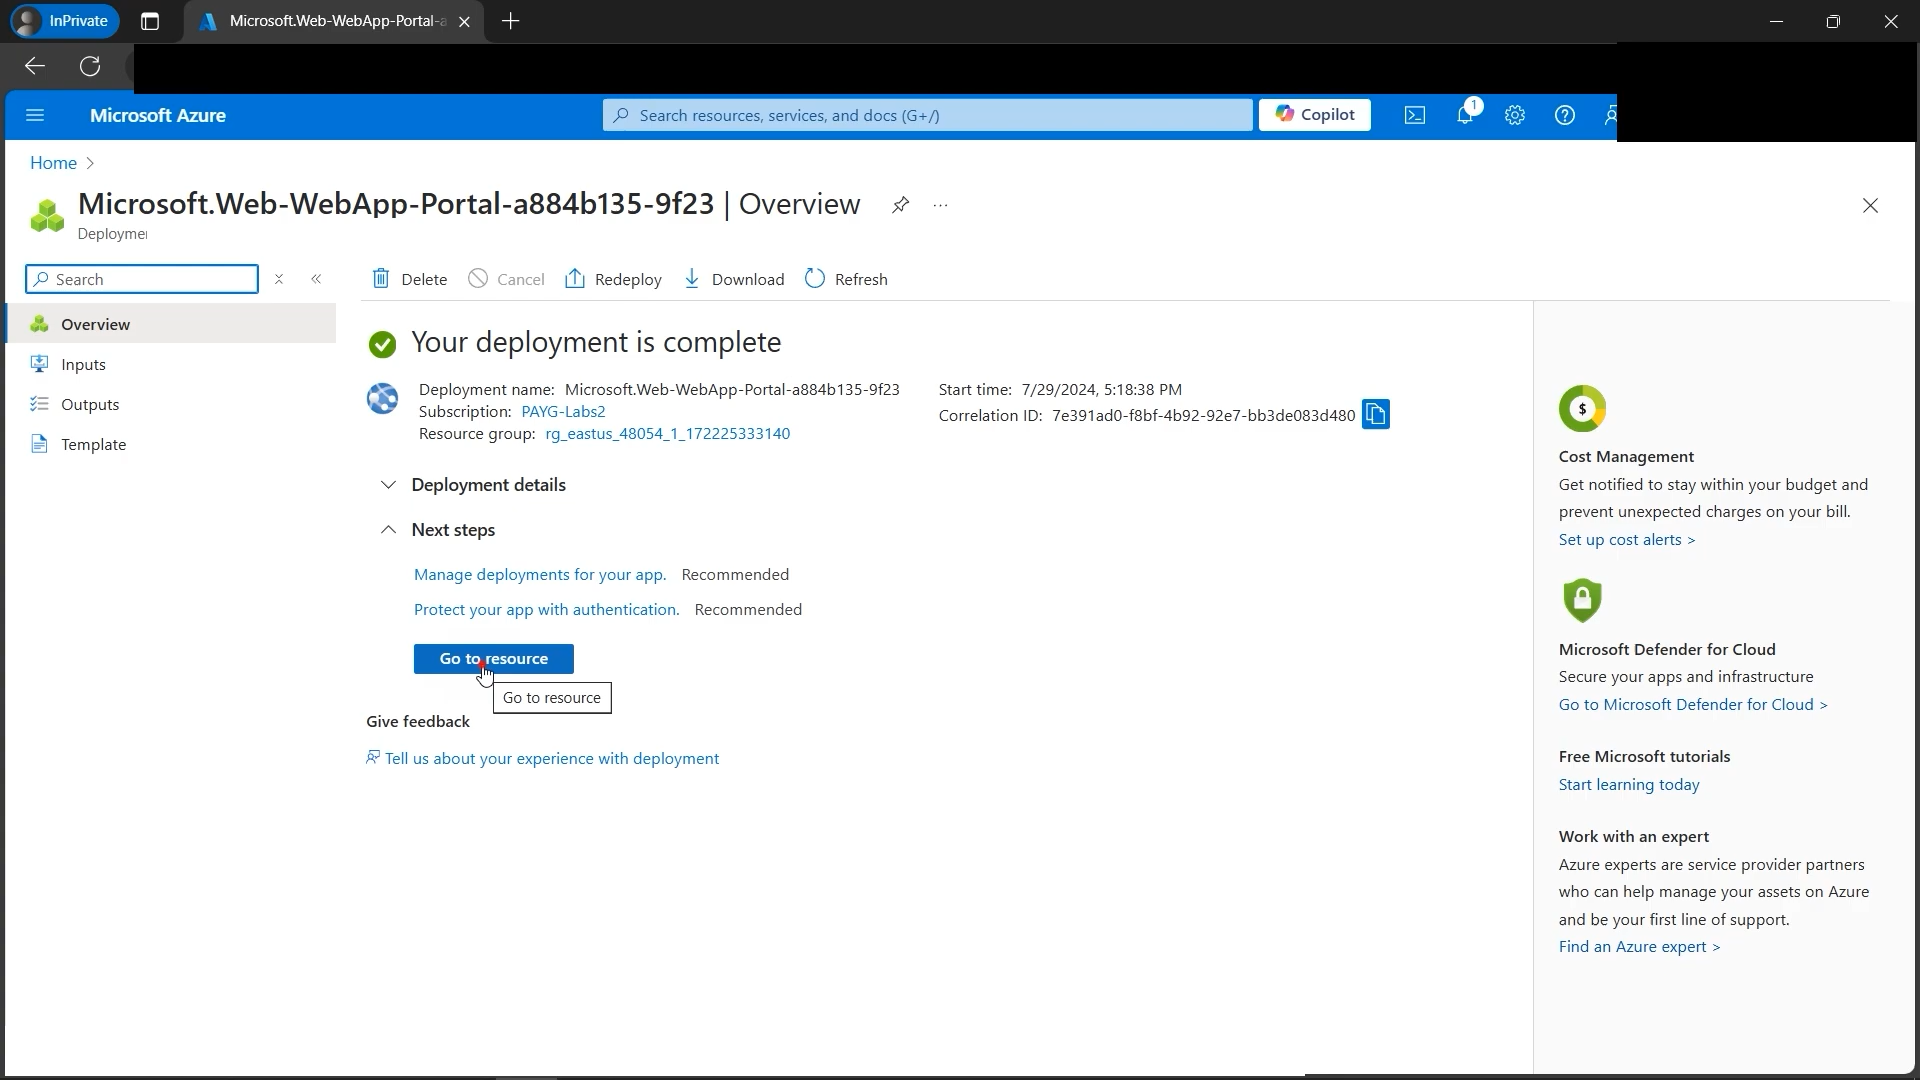 InPrivate
Microsoft.Web-WebApp-Portal-a
Microsoft Azure
Search resources, services, and docs (G+/)
Copilot
1
Home
Microsoft.Web-WebApp-Portal-a884b135-9f23 | Overview
Deploymen
Search
Delete
Cancel
Redeploy
Download
Refresh
Overview
Inputs
Outputs
Template
Your deployment is complete
Deployment name: Microsoft.Web-WebApp-Portal-a884b135-9f23
Subscription: PAYG-Labs2
Resource group: rg_eastus_48054_1_172225333140
Start time: 7/29/2024, 5:18:38 PM
Correlation ID: 7e391ad0-f8bf-4b92-92e7-bb3de083d480
Deployment details
Next steps
Manage deployments for your app. Recommended
Protect your app with authentication. Recommended
Go to resource
Go to resource
Give feedback
Tell us about your experience with deployment
$
Cost Management
Get notified to stay within your budget and
prevent unexpected charges on your bill.
Set up cost alerts >
Microsoft Defender for Cloud
Secure your apps and infrastructure
Go to Microsoft Defender for Cloud >
Free Microsoft tutorials
Start learning today
Work with an expert
Azure experts are service provider partners
who can help manage your assets on Azure
and be your first line of support.
Find an Azure expert >